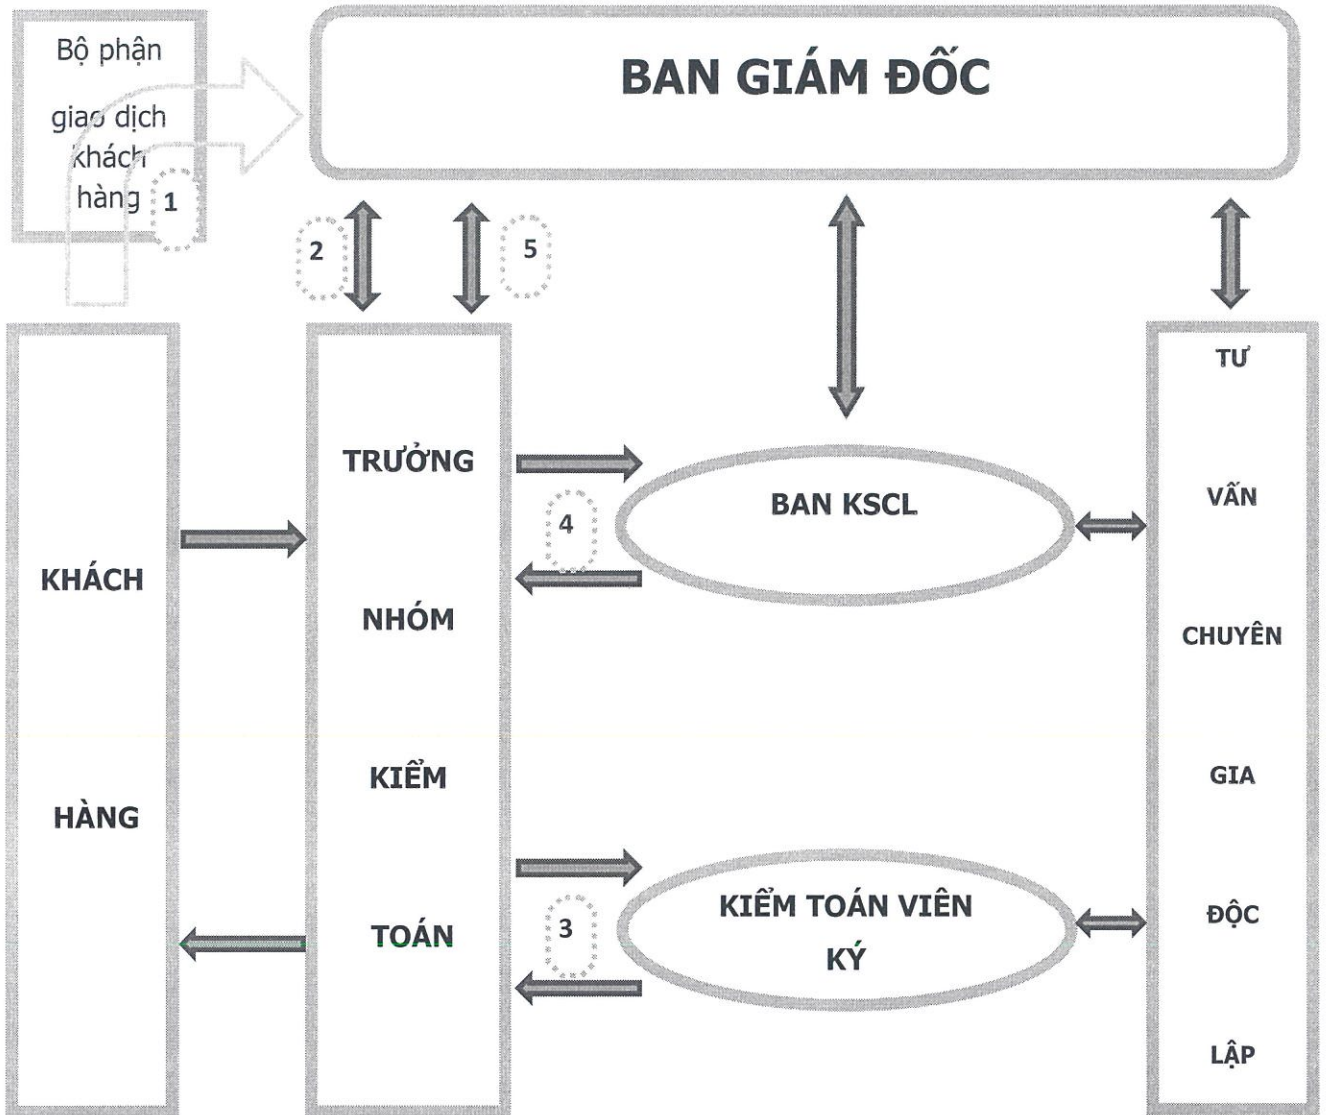 Bộ phận
giao dịch
khách
hàng
1
BAN GIÁM ĐỐC
2
5
KHÁCH
HÀNG
TRƯỞNG
NHÓM
KIỂM
TOÁN
4
BAN KSCL
3
KIỂM TOÁN VIÊN
KÝ
TƯ
VẤN
CHUYÊN
GIA
ĐỘC
LẬP